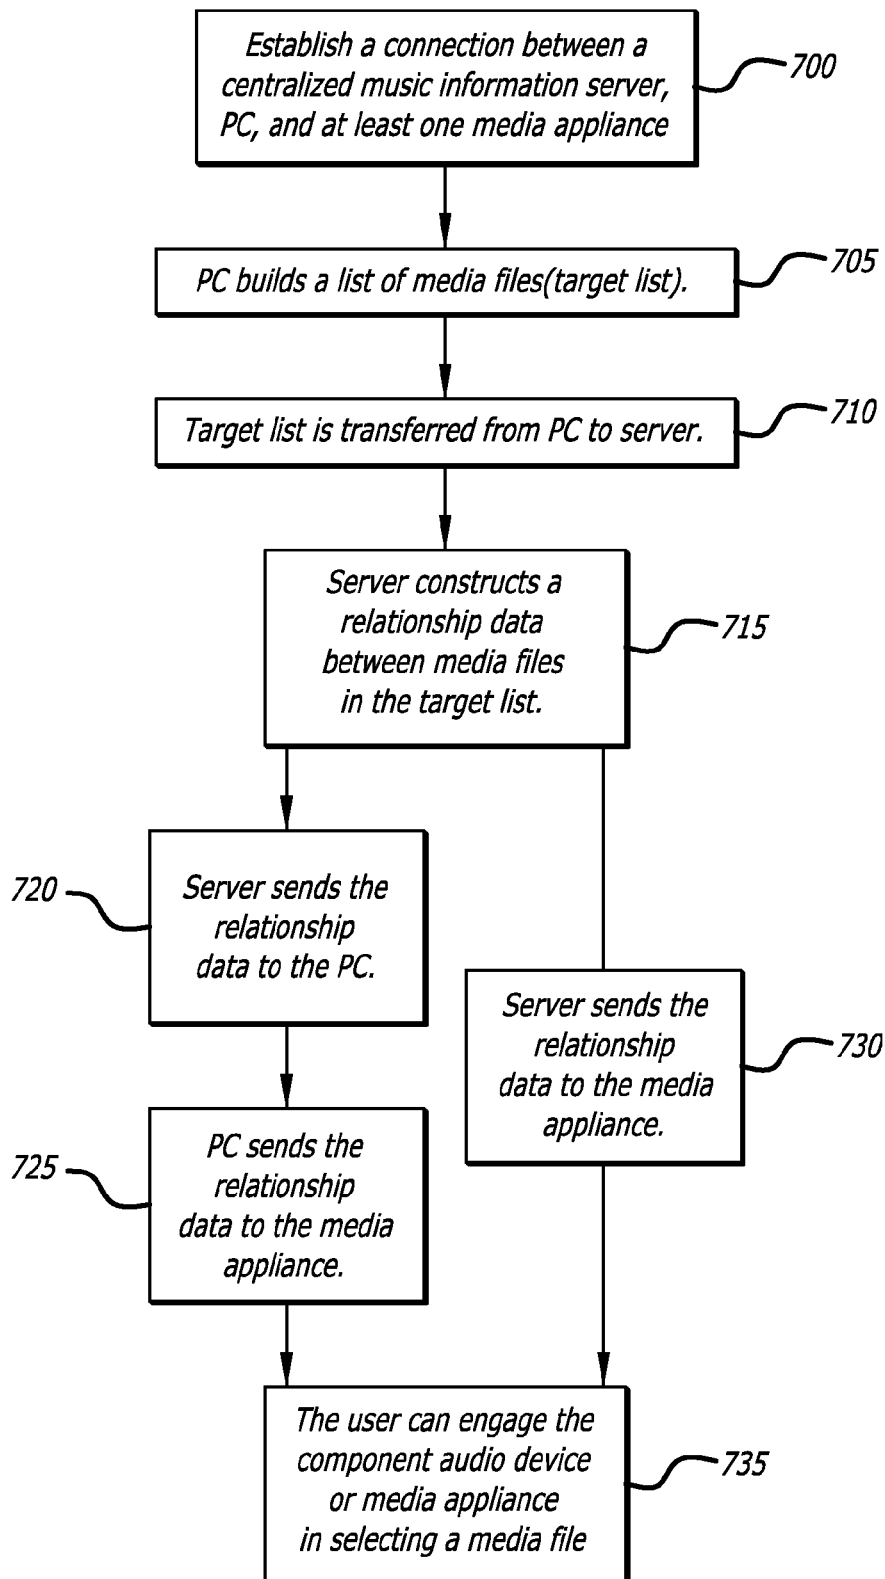 Establish a connection between a
centralized music information server,
PC, and at least one media appliance
700
PC builds a list of media files(target list).
705
Target list is transferred from PC to server.
710
Server constructs a
relationship data
between media files
in the target list.
715
720
Server sends the
relationship
data to the PC.
Server sends the
relationship
data to the media
appliance.
730
725
PC sends the
relationship
data to the media
appliance.
The user can engage the
component audio device
or media appliance
in selecting a media file
735